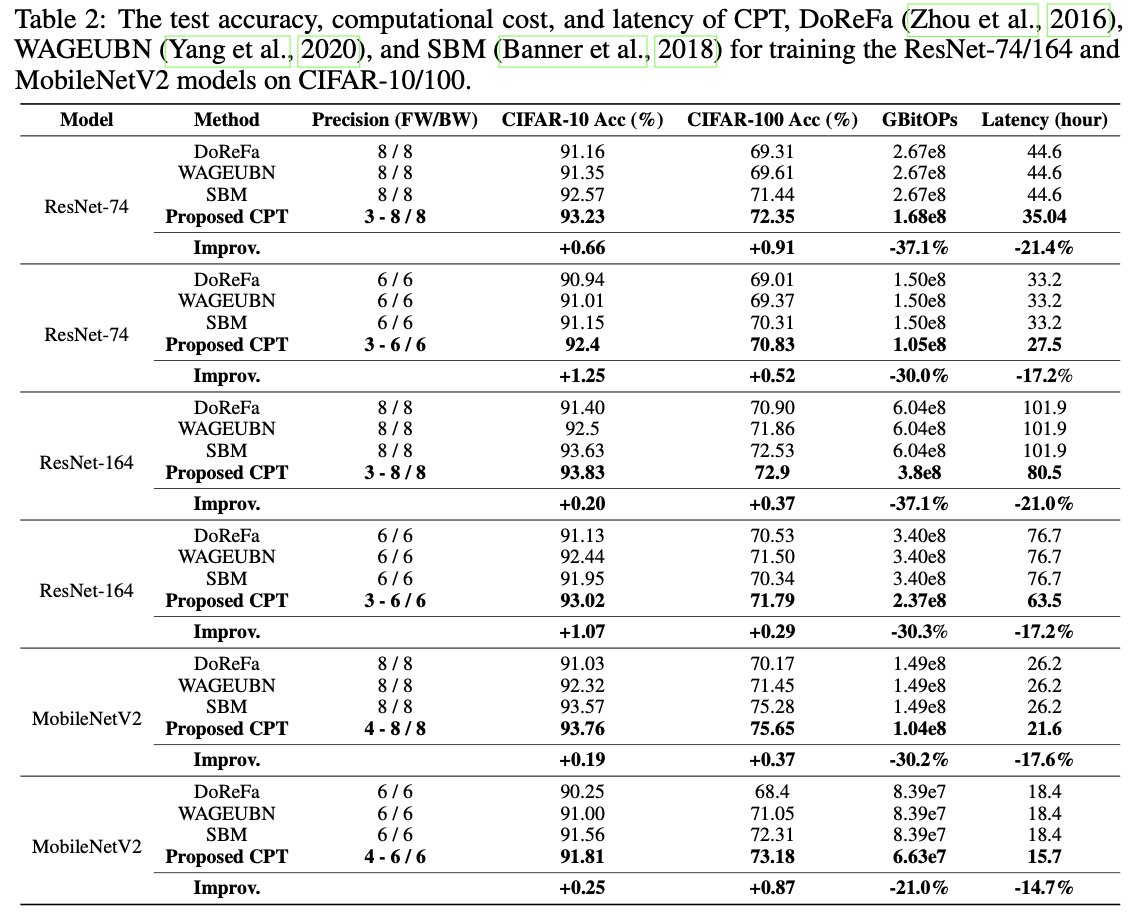 Table 2: The test accuracy, computational cost, and latency of CPT, DoReFa (Zhou et al., 2016),
WAGEUBN (Yang et al., 2020), and SBM (Banner et al., 2018) for training the ResNet-74/164 and
MobileNetV2 models on CIFAR-10/100.
Model Method Precision (FW/BW) CIFAR-10 Acc (%) CIFAR-100 Acc (%) GBitOPs Latency (hour)
DoReFa 8 / 8 91.16 69.31 2.67e8 44.6
WAGEUBN 8 / 8 91.35 69.61 2.67e8 44.6
SBM 8 / 8 92.57 71.44 2.67e8 44.6
ResNet-74
Proposed CPT 3 - 8 / 8 93.23 72.35 1.68e8 35.04
Improv. +0.66 +0.91 -37.1% -21.4%
DoReFa 6 / 6 90.94 69.01 1.50e8 33.2
WAGEUBN 6 / 6 91.01 69.37 1.50e8 33.2
SBM 6 / 6 91.15 70.31 1.50e8 33.2
ResNet-74
Proposed CPT 3 - 6 / 6 92.4 70.83 1.05e8 27.5
Improv. +1.25 +0.52 -30.0% -17.2%
DoReFa 8 / 8 91.40 70.90 6.04e8 101.9
WAGEUBN 8 / 8 92.5 71.86 6.04e8 101.9
SBM 8 / 8 93.63 72.53 6.04e8 101.9
ResNet-164
Proposed CPT 3 - 8 / 8 93.83 72.9 3.8e8 80.5
Improv. +0.20 +0.37 -37.1% -21.0%
DoReFa 6 / 6 91.13 70.53 3.40e8 76.7
WAGEUBN 6 / 6 92.44 71.50 3.40e8 76.7
SBM 6 / 6 91.95 70.34 3.40e8 76.7
ResNet-164
Proposed CPT 3 - 6 / 6 93.02 71.79 2.37e8 63.5
Improv. +1.07 +0.29 -30.3% -17.2%
DoReFa 8 / 8 91.03 70.17 1.49e8 26.2
WAGEUBN 8 / 8 92.32 71.45 1.49e8 26.2
SBM 8 / 8 93.57 75.28 1.49e8 26.2
MobileNetV2
Proposed CPT 4 - 8 / 8 93.76 75.65 1.04e8 21.6
Improv. +0.19 +0.37 -30.2% -17.6%
DoReFa 6 / 6 90.25 68.4 8.39e7 18.4
WAGEUBN 6 / 6 91.00 71.05 8.39e7 18.4
SBM 6 / 6 91.56 72.31 8.39e7 18.4
MobileNetV2
Proposed CPT 4 - 6 / 6 91.81 73.18 6.63e7 15.7
Improv. +0.25 +0.87 -21.0% -14.7%